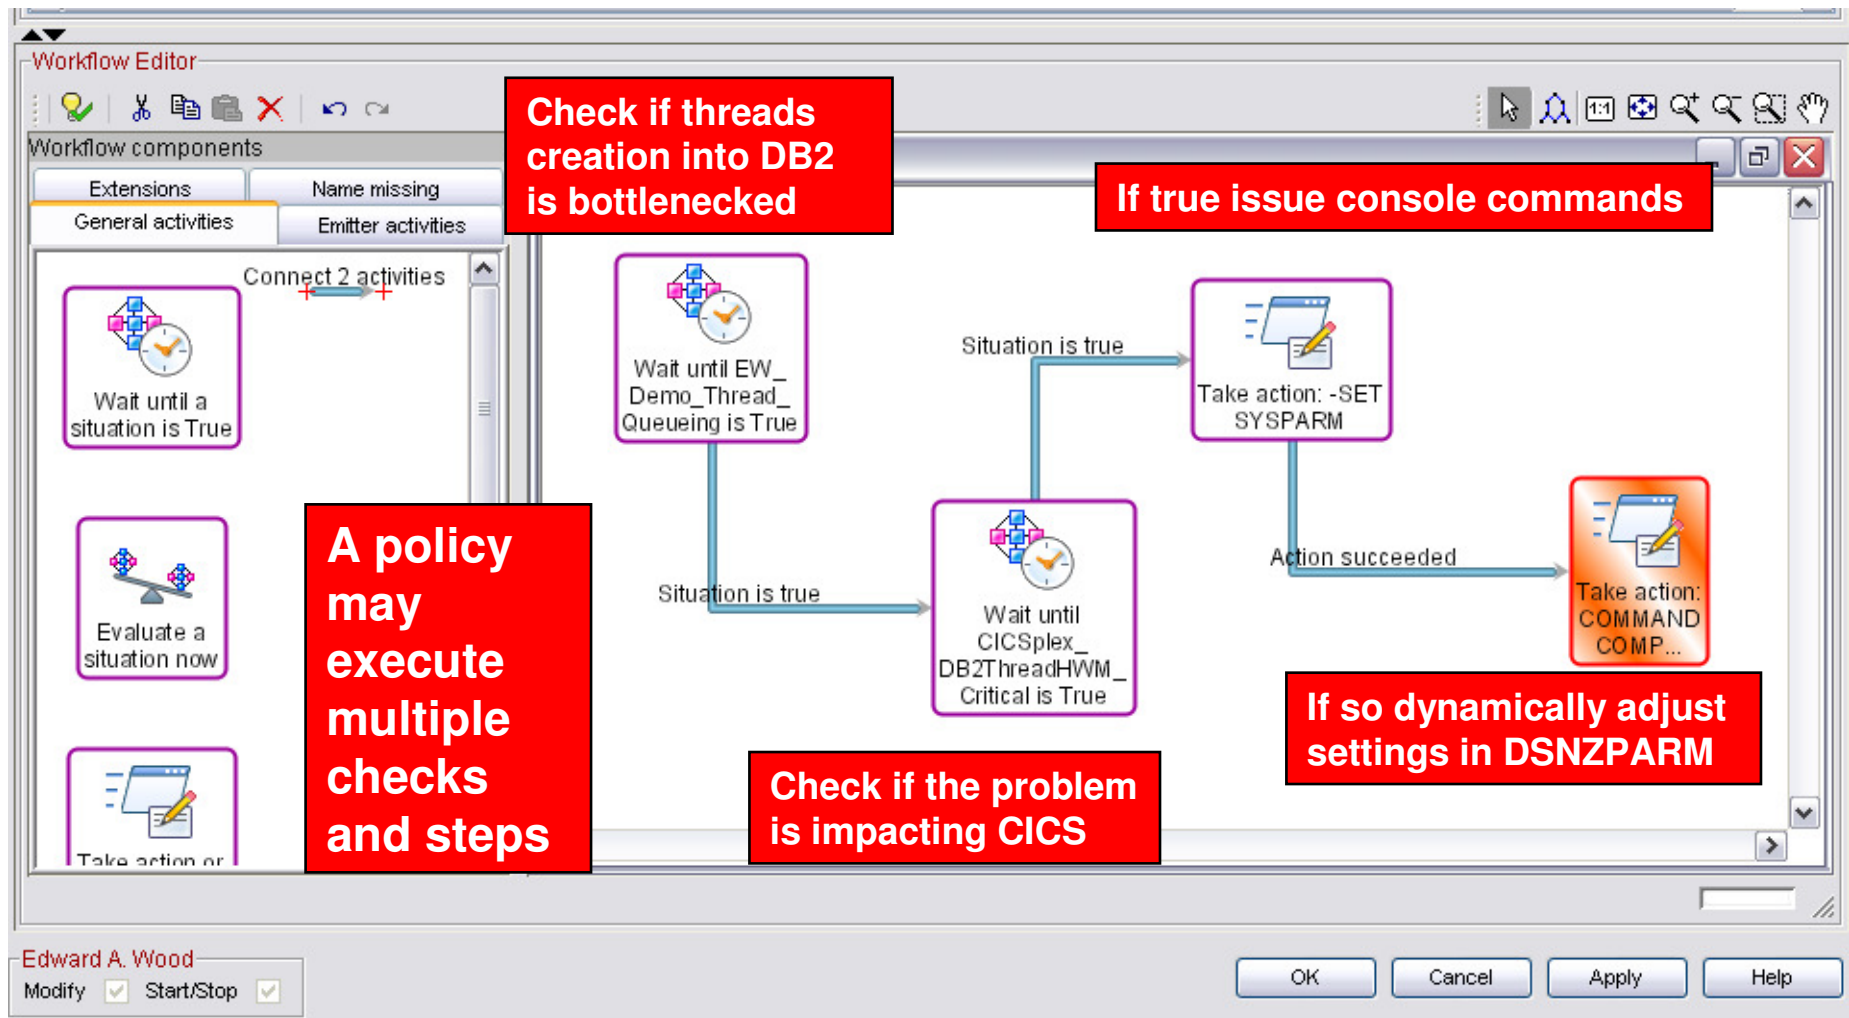 Workflow Editor
Workflow components
Extensions
Name missing
General activities
Emitter activities
Connect 2 activities
Wait until a
situation is True
Evaluate a
situation now
Take action or
A policy
may
execute
multiple
checks
and steps
Check if threads
creation into DB2
is bottlenecked
If true issue console commands
1:1
Wait until EW_
Demo_Thread_
Queueing is True
Situation is true
Wait until
CICSplex_
DB2ThreadHWM_
Critical is True
Situation is true
Take action: -SET
SYSPARM
Action succeeded
Take action:
COMMAND
COMP...
Check if the problem
is impacting CICS
If so dynamically adjust
settings in DSNZPARM
Edward A. Wood
Modify
Start/Stop
OK
Cancel
Apply
Help